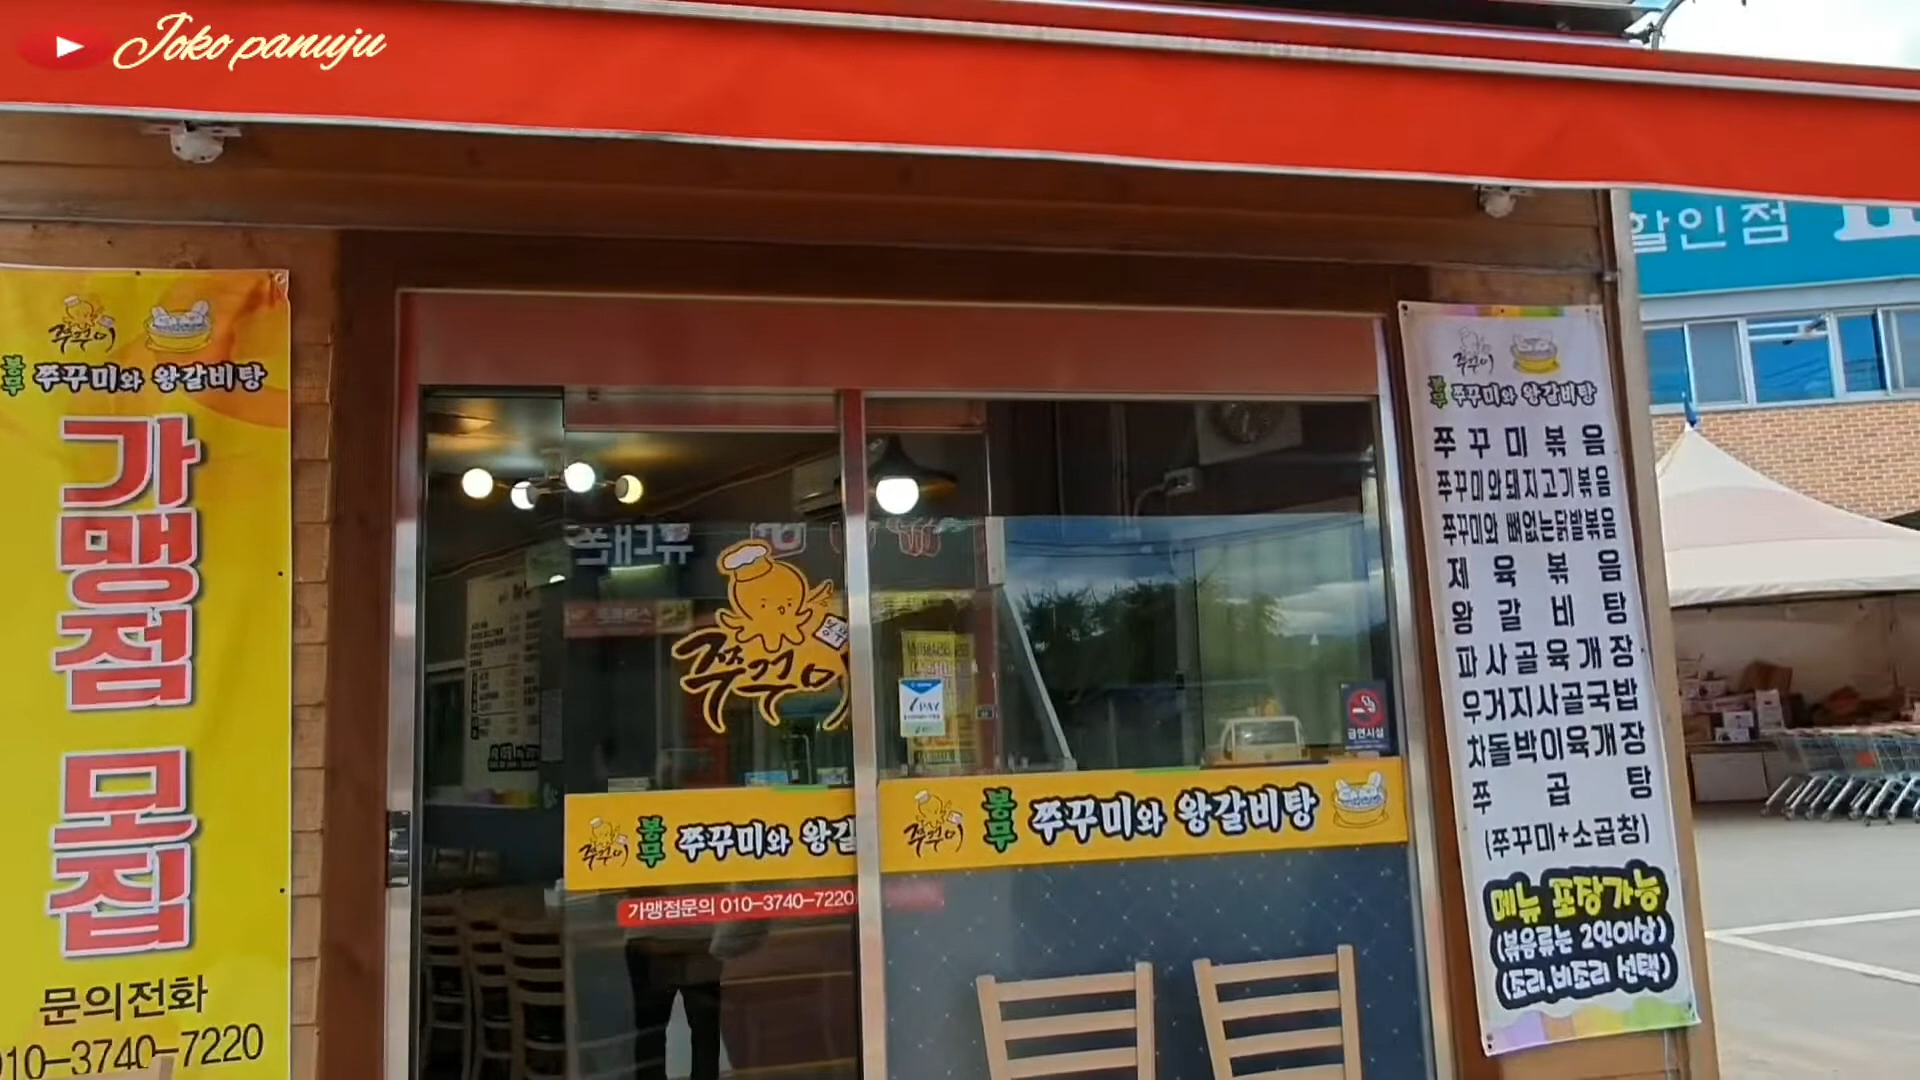 Joko panuju
할인점
쭈꾸미
봉무 쭈꾸미와 왕갈비탕
가맹점 모집
문의전화
010-3740-7220
쭈꾸미
봉무 쭈꾸미와 왕갈
가맹점문의 010-3740-7220
쭈꾸미
봉무 쭈꾸미와 왕갈비탕
금연시설
쭈꾸미
봉무 쭈꾸미와 왕갈비탕
쭈꾸미볶음
쭈꾸미와돼지고기볶음
쭈꾸미와 뼈없는닭발볶음
제육볶음
왕갈비탕
파사골육개장
우거지사골국밥
차돌박이육개장
쭈곱탕
(쭈꾸미+소곱창)
메뉴 포장가능
(볶음류는 2인이상)
(조리,비조리 선택)